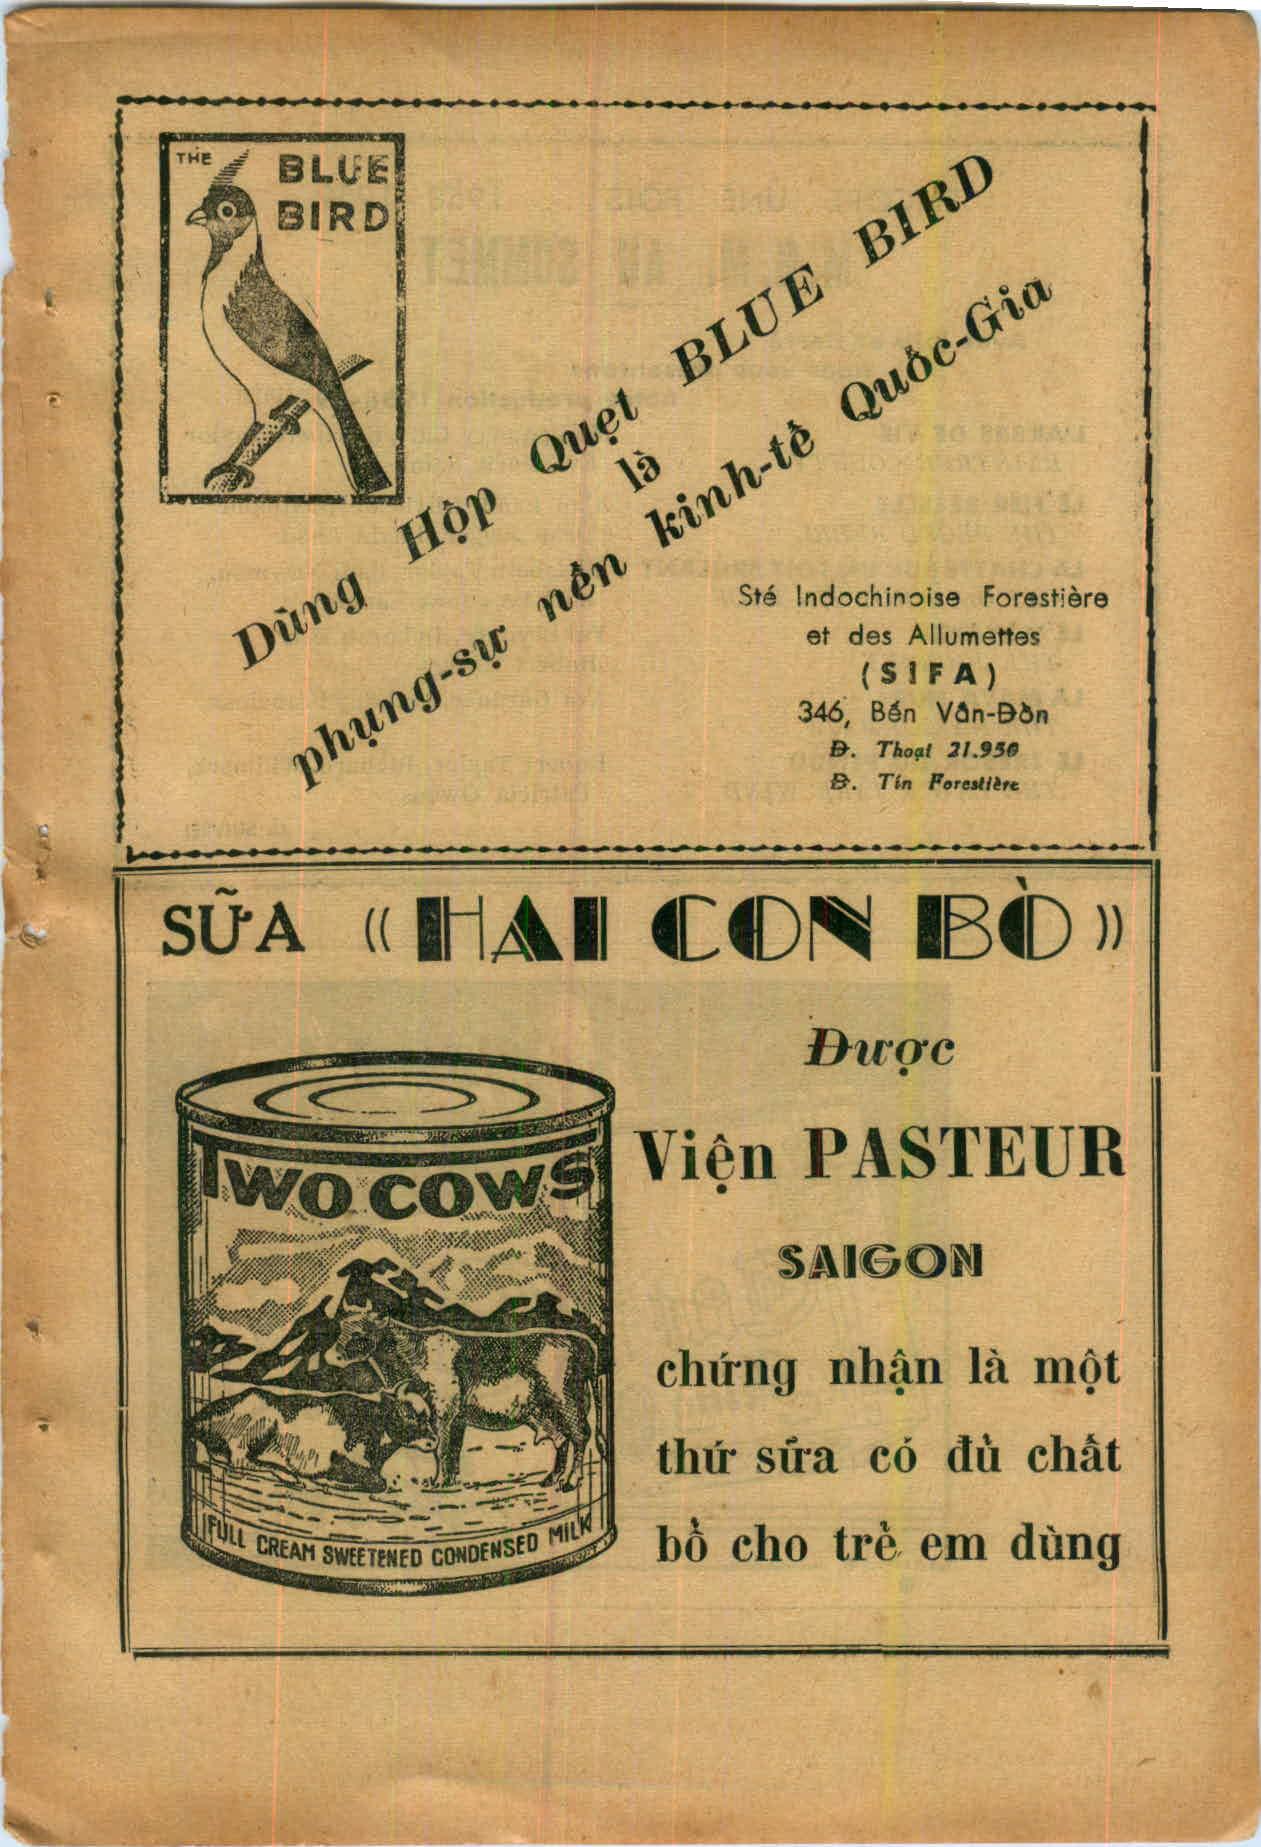 THE BLUE
BIRD
Dùng Hộp Quẹt BLUE BIRD
là
phụng-sự nền kinh-tế Quốc-Gia
Sté Indochinoise Forestière
et des Allumettes
(SIFA)
346, Bến Vân-Đồn
Đ. Thoại 21.950
Đ. Tín Forestière
SỮA « HAI CON BÒ »
TWO COWS
FULL CREAM SWEETENED CONDENSED MILK
Được
Viện PASTEUR
SAIGON
chứng nhận là một
thứ sữa có đủ chất
bổ cho trẻ em dùng